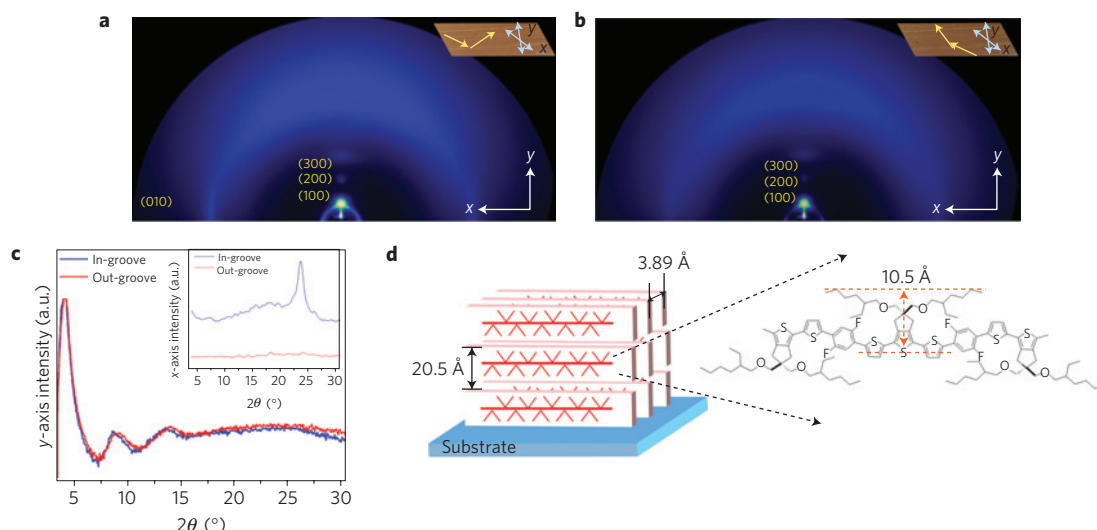 a
b
y
x
y
x
(300)
(200)
(100)
(010)
y
x
(300)
(200)
(100)
y
x
c
In-groove
Out-groove
y-axis intensity (a.u.)
In-groove
Out-groove
x-axis intensity (a.u.)
5 10 15 20 25 30
2θ (°)
5 10 15 20 25 30
2θ (°)
d
3.89 Å
20.5 Å
Substrate
10.5 Å
O O
F F
S S S S S S S
F F
O O O O